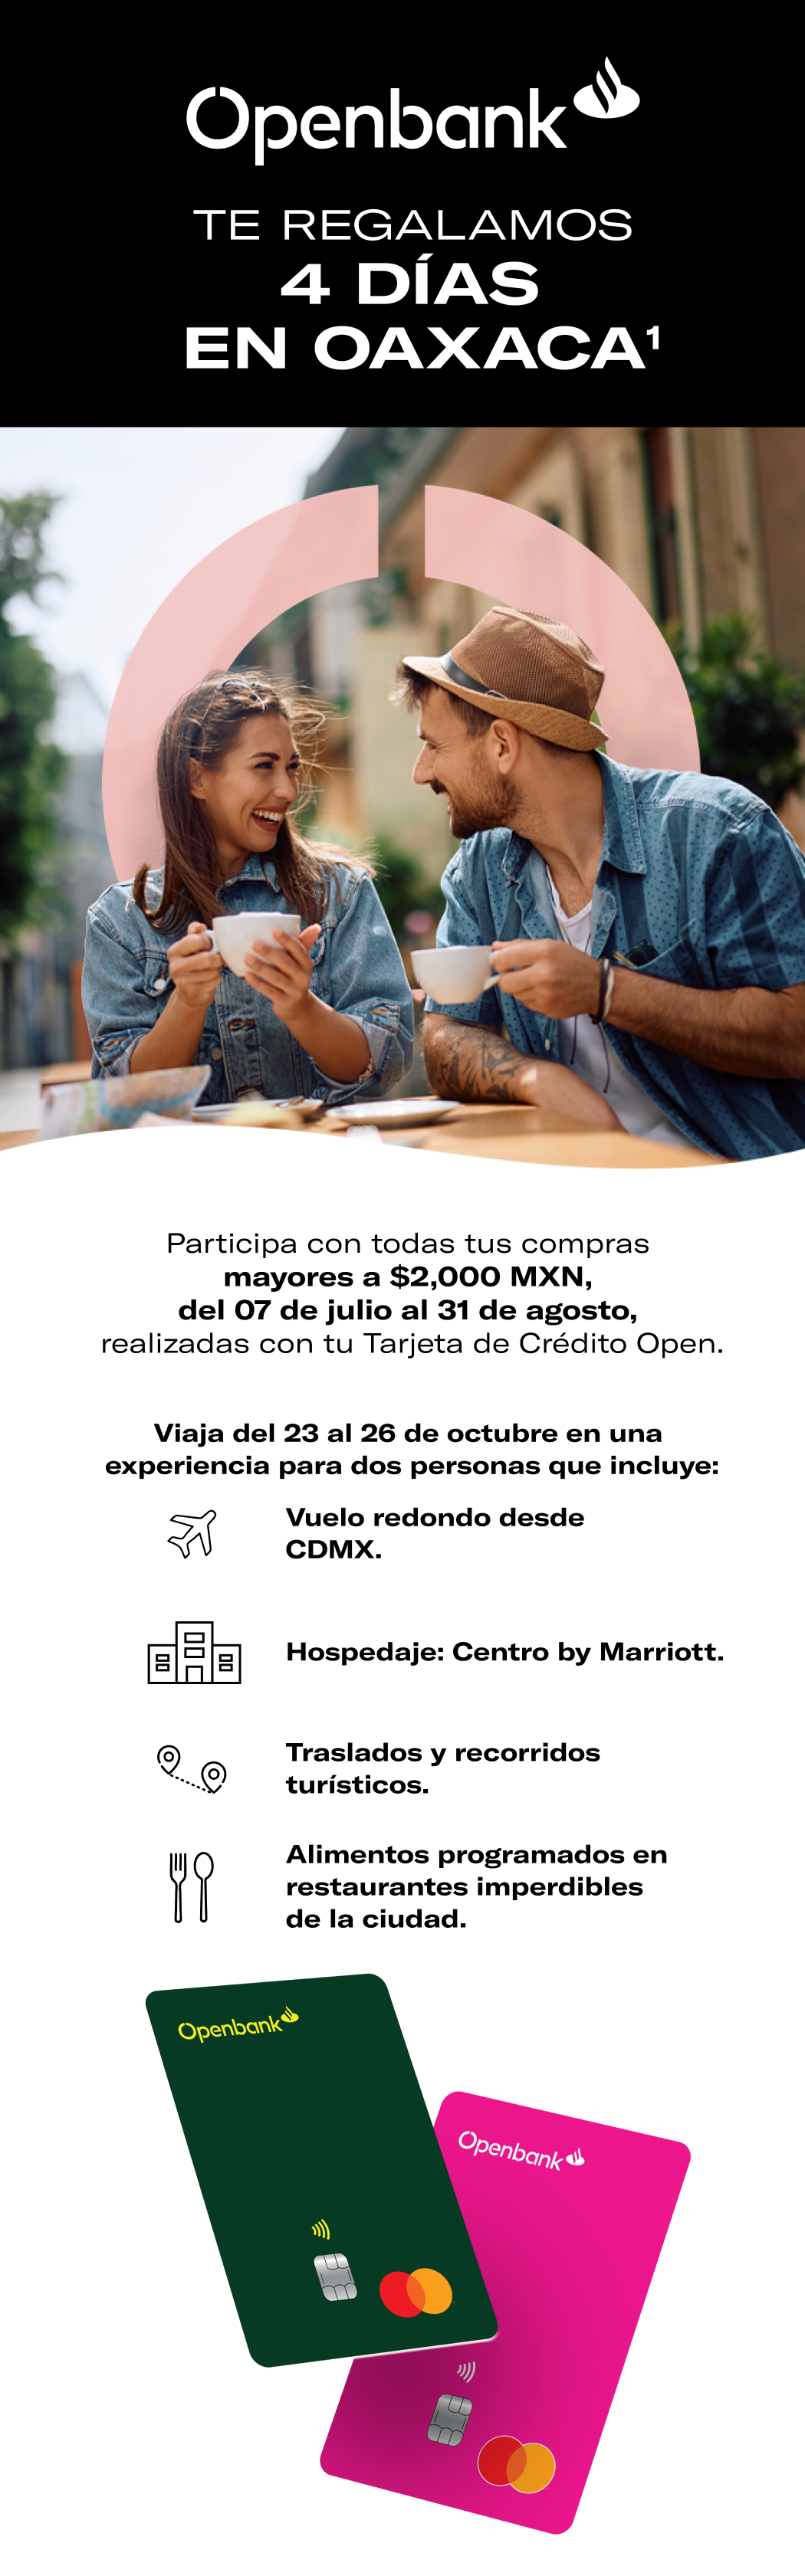 Openbank
TE REGALAMOS
4 DÍAS
EN OAXACA¹
Participa con todas tus compras
mayores a $2,000 MXN,
del 07 de julio al 31 de agosto,
realizadas con tu Tarjeta de Crédito Open.
Viaja del 23 al 26 de octubre en una
experiencia para dos personas que incluye:
Vuelo redondo desde
CDMX.
Hospedaje: Centro by Marriott.
Traslados y recorridos
turísticos.
Alimentos programados en
restaurantes imperdibles
de la ciudad.
Openbank
Openbank